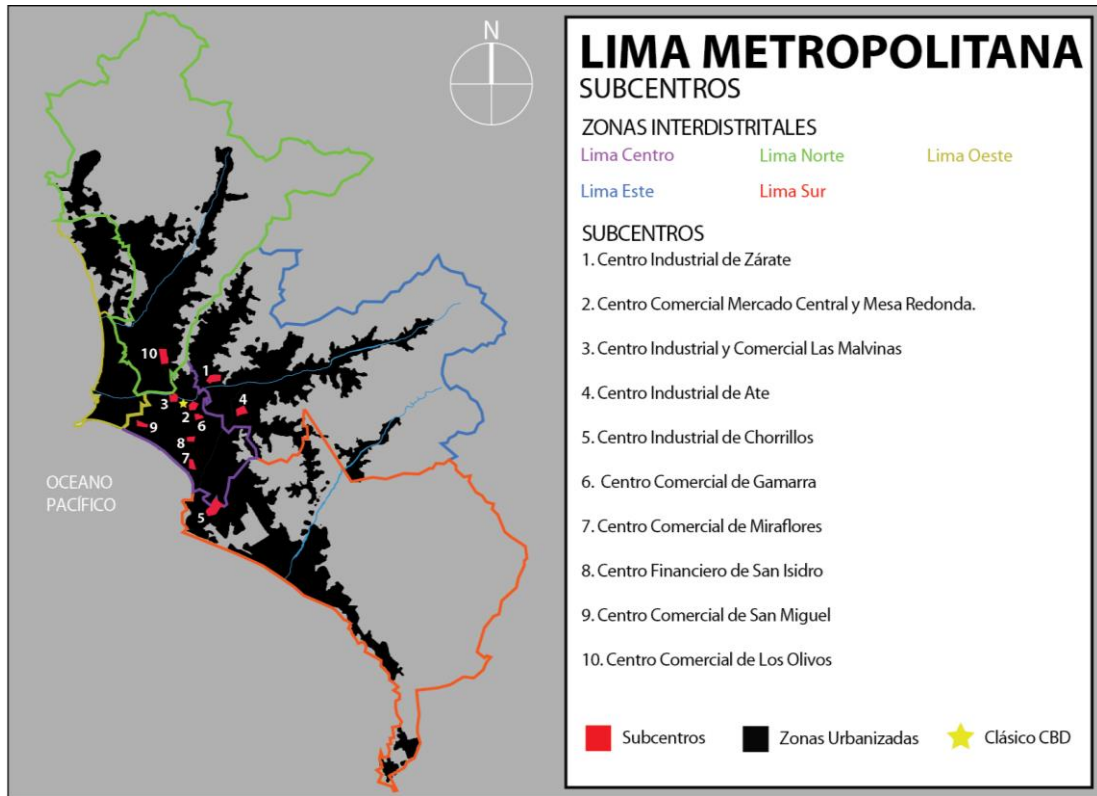 N
10
1
3
2
6
4
9
8
7
5
OCEANO
PACÍFICO
LIMA METROPOLITANA
SUBCENTROS
ZONAS INTERDISTRITALES
Lima Centro Lima Norte Lima Oeste
Lima Este Lima Sur
SUBCENTROS
1. Centro Industrial de Zárate
2. Centro Comercial Mercado Central y Mesa Redonda.
3. Centro Industrial y Comercial Las Malvinas
4. Centro Industrial de Ate
5. Centro Industrial de Chorrillos
6. Centro Comercial de Gamarra
7. Centro Comercial de Miraflores
8. Centro Financiero de San Isidro
9. Centro Comercial de San Miguel
10. Centro Comercial de Los Olivos
Subcentros Zonas Urbanizadas Clásico CBD